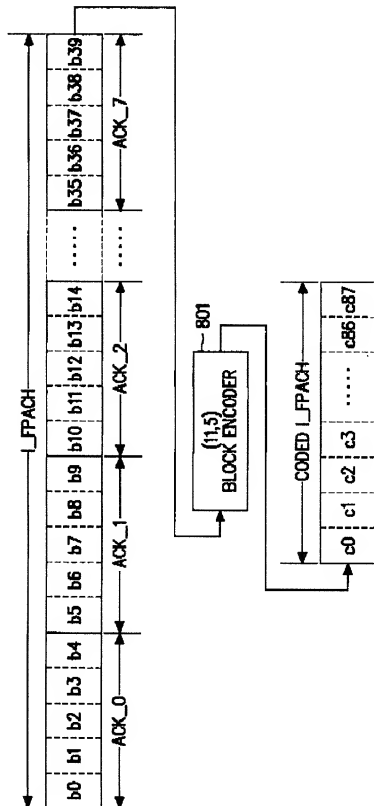 I_FPACH
b0 b1 b2 b3 b4 b5 b6 b7 b8 b9 b10 b11 b12 b13 b14 ..... b35 b36 b37 b38 b39
ACK_0 ACK_1 ACK_2 ..... ACK_7
801
(11,5)
BLOCK ENCODER
CODED I_FPACH
c0 c1 c2 c3 ..... c86 c87